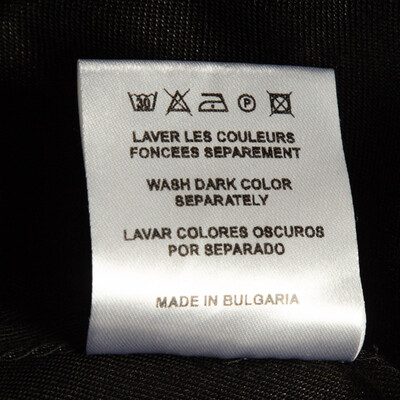 30 P
LAVER LES COULEURS
FONCEES SEPAREMENT
WASH DARK COLOR
SEPARATELY
LAVAR COLORES OSCUROS
POR SEPARADO
MADE IN BULGARIA